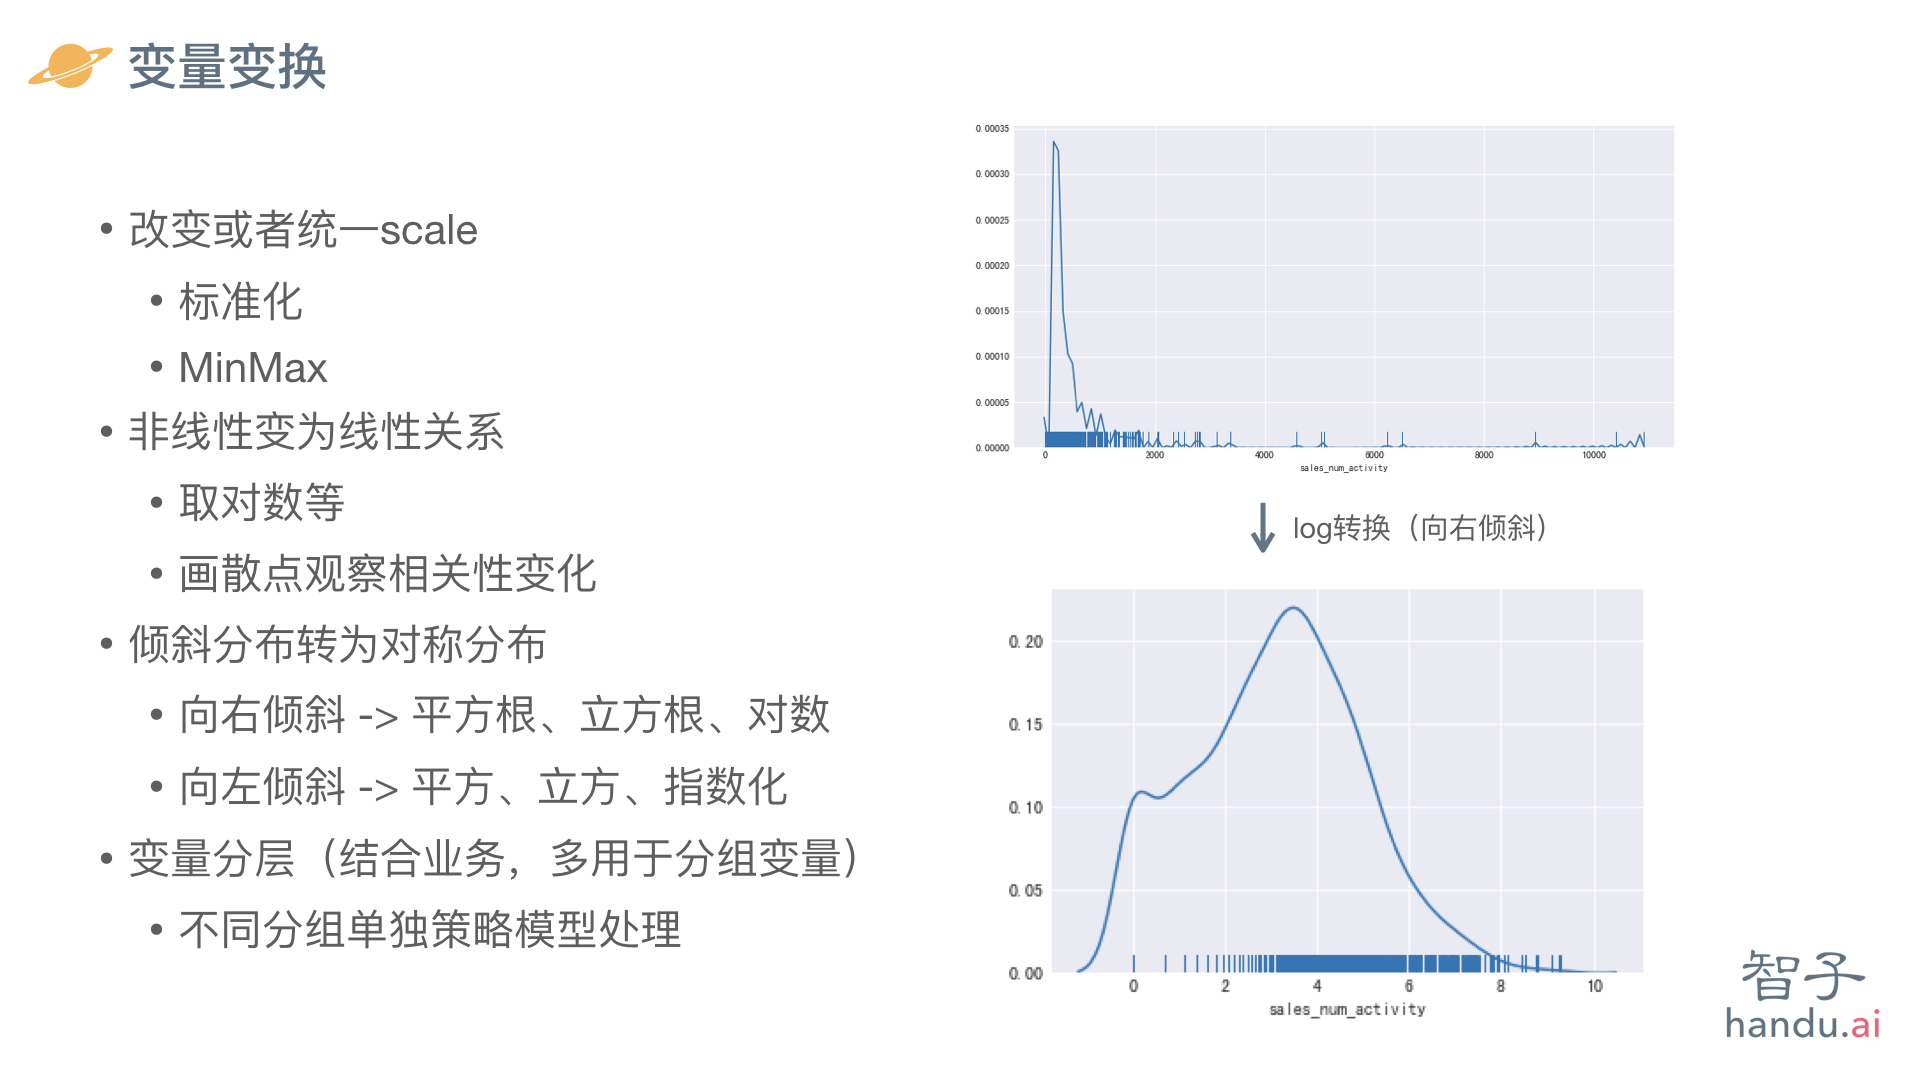 变量变换
• 改变或者统一scale
• 标准化
• MinMax
• 非线性变为线性关系
• 取对数等
• 画散点观察相关性变化
• 倾斜分布转为对称分布
• 向右倾斜 -> 平方根、立方根、对数
• 向左倾斜 -> 平方、立方、指数化
• 变量分层（结合业务，多用于分组变量）
• 不同分组单独策略模型处理
0.00035
0.00030
0.00025
0.00020
0.00015
0.00010
0.00005
0.00000
0 2000 4000 6000 8000 10000
sales_num_activity
log转换（向右倾斜）
0.20
0.15
0.10
0.05
0.00
0 2 4 6 8 10
sales_num_activity
智子
handu.ai